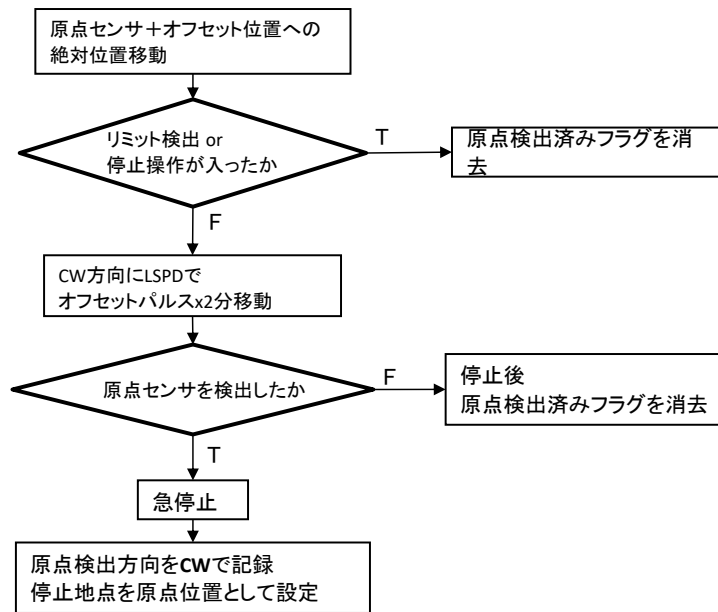 原点センサ＋オフセット位置への
絶対位置移動
リミット検出 or
停止操作が入ったか
T
原点検出済みフラグを消
去
F
CW方向にLSPDで
オフセットパルスx2分移動
原点センサを検出したか
F
停止後
原点検出済みフラグを消去
T
急停止
原点検出方向をCWで記録
停止地点を原点位置として設定